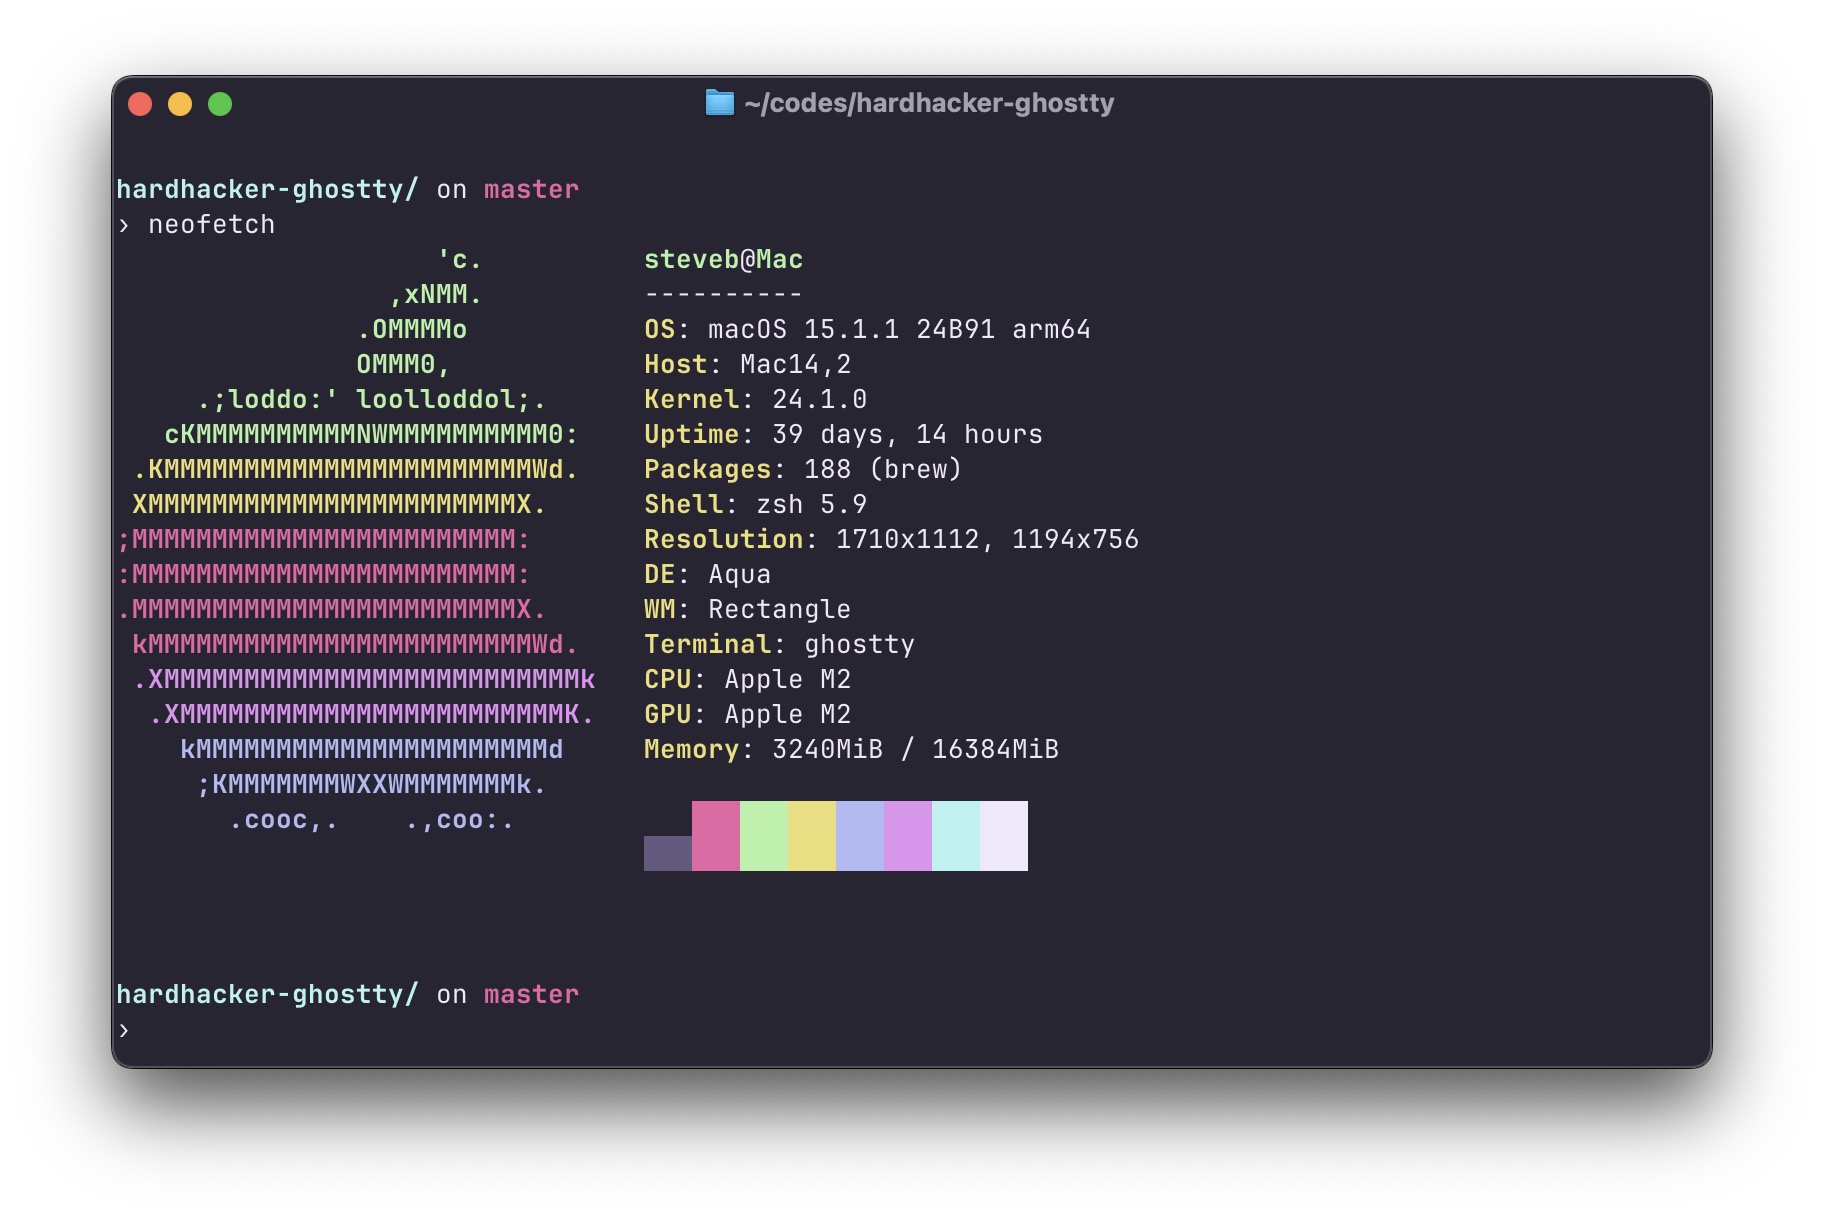 ~/codes/hardhacker-ghostty
hardhacker-ghostty/ on master
› neofetch
                    'c.          steveb@Mac
                 ,xNMM.          ----------
               .OMMMMo           OS: macOS 15.1.1 24B91 arm64
               OMMM0,            Host: Mac14,2
     .;loddo:' loolloddol;.      Kernel: 24.1.0
   cKMMMMMMMMMMNWMMMMMMMMMM0:    Uptime: 39 days, 14 hours
 .KMMMMMMMMMMMMMMMMMMMMMMMWd.    Packages: 188 (brew)
 XMMMMMMMMMMMMMMMMMMMMMMMX.      Shell: zsh 5.9
;MMMMMMMMMMMMMMMMMMMMMMMM:       Resolution: 1710x1112, 1194x756
:MMMMMMMMMMMMMMMMMMMMMMMM:       DE: Aqua
.MMMMMMMMMMMMMMMMMMMMMMMMX.      WM: Rectangle
 kMMMMMMMMMMMMMMMMMMMMMMMMWd.    Terminal: ghostty
 .XMMMMMMMMMMMMMMMMMMMMMMMMMMk   CPU: Apple M2
  .XMMMMMMMMMMMMMMMMMMMMMMMMK.   GPU: Apple M2
    kMMMMMMMMMMMMMMMMMMMMMMd     Memory: 3240MiB / 16384MiB
     ;KMMMMMMMWXXWMMMMMMMk.
       .cooc,.    .,coo:.
hardhacker-ghostty/ on master
›